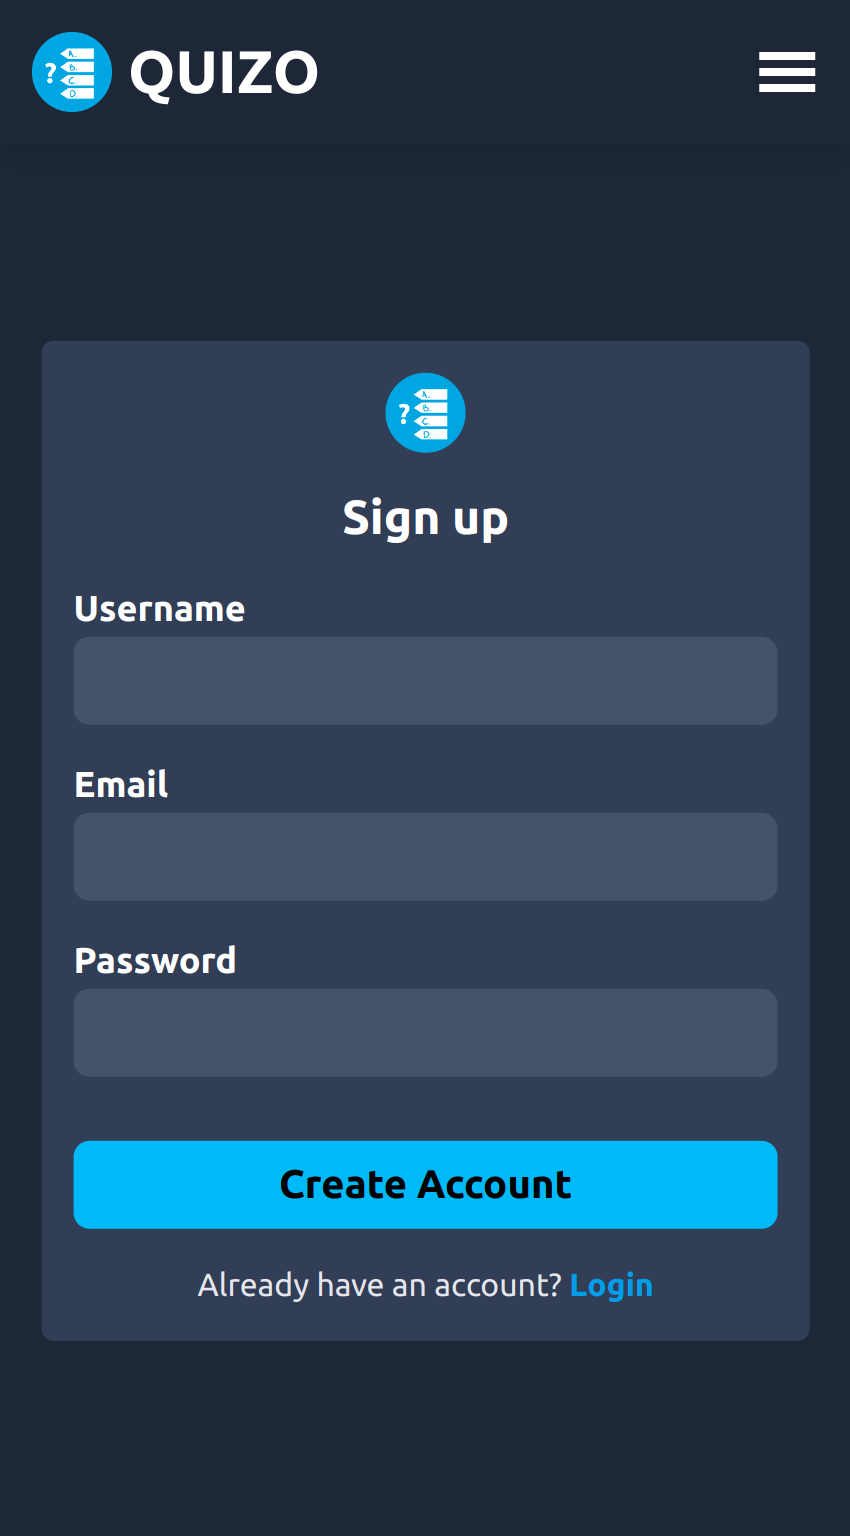 ?
A.
B.
C.
D.
QUIZO
?
A.
B.
C.
D.
Sign up
Username
Email
Password
Create Account
Already have an account? Login